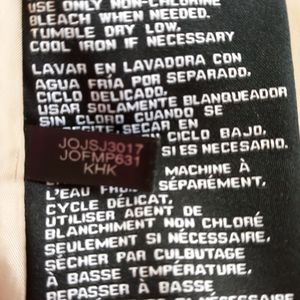 USE ONLY NON-CHLORINE
BLEACH WHEN NEEDED.
TUMBLE DRY LOW,
COOL IRON IF NECESSARY
LAVAR EN LAVADORA CON
AGUA FRÍA POR SEPARADO,
CICLO DELICADO,
USAR SOLAMENTE BLANQUEADOR
SIN CLORO CUANDO SE
SECAR EN
CICLO BAJO,
SI ES NECESARIO.
JOJSJ3017
JOFMP631
KHK
MACHINE À
L'EAU SÉPARÉMENT,
CYCLE DÉLICAT,
UTILISER AGENT DE
BLANCHIMENT NON CHLORÉ
SEULEMENT SI NÉCESSAIRE,
SÉCHER PAR CULBUTAGE
À BASSE TEMPÉRATURE,
REPASSER À BASSE